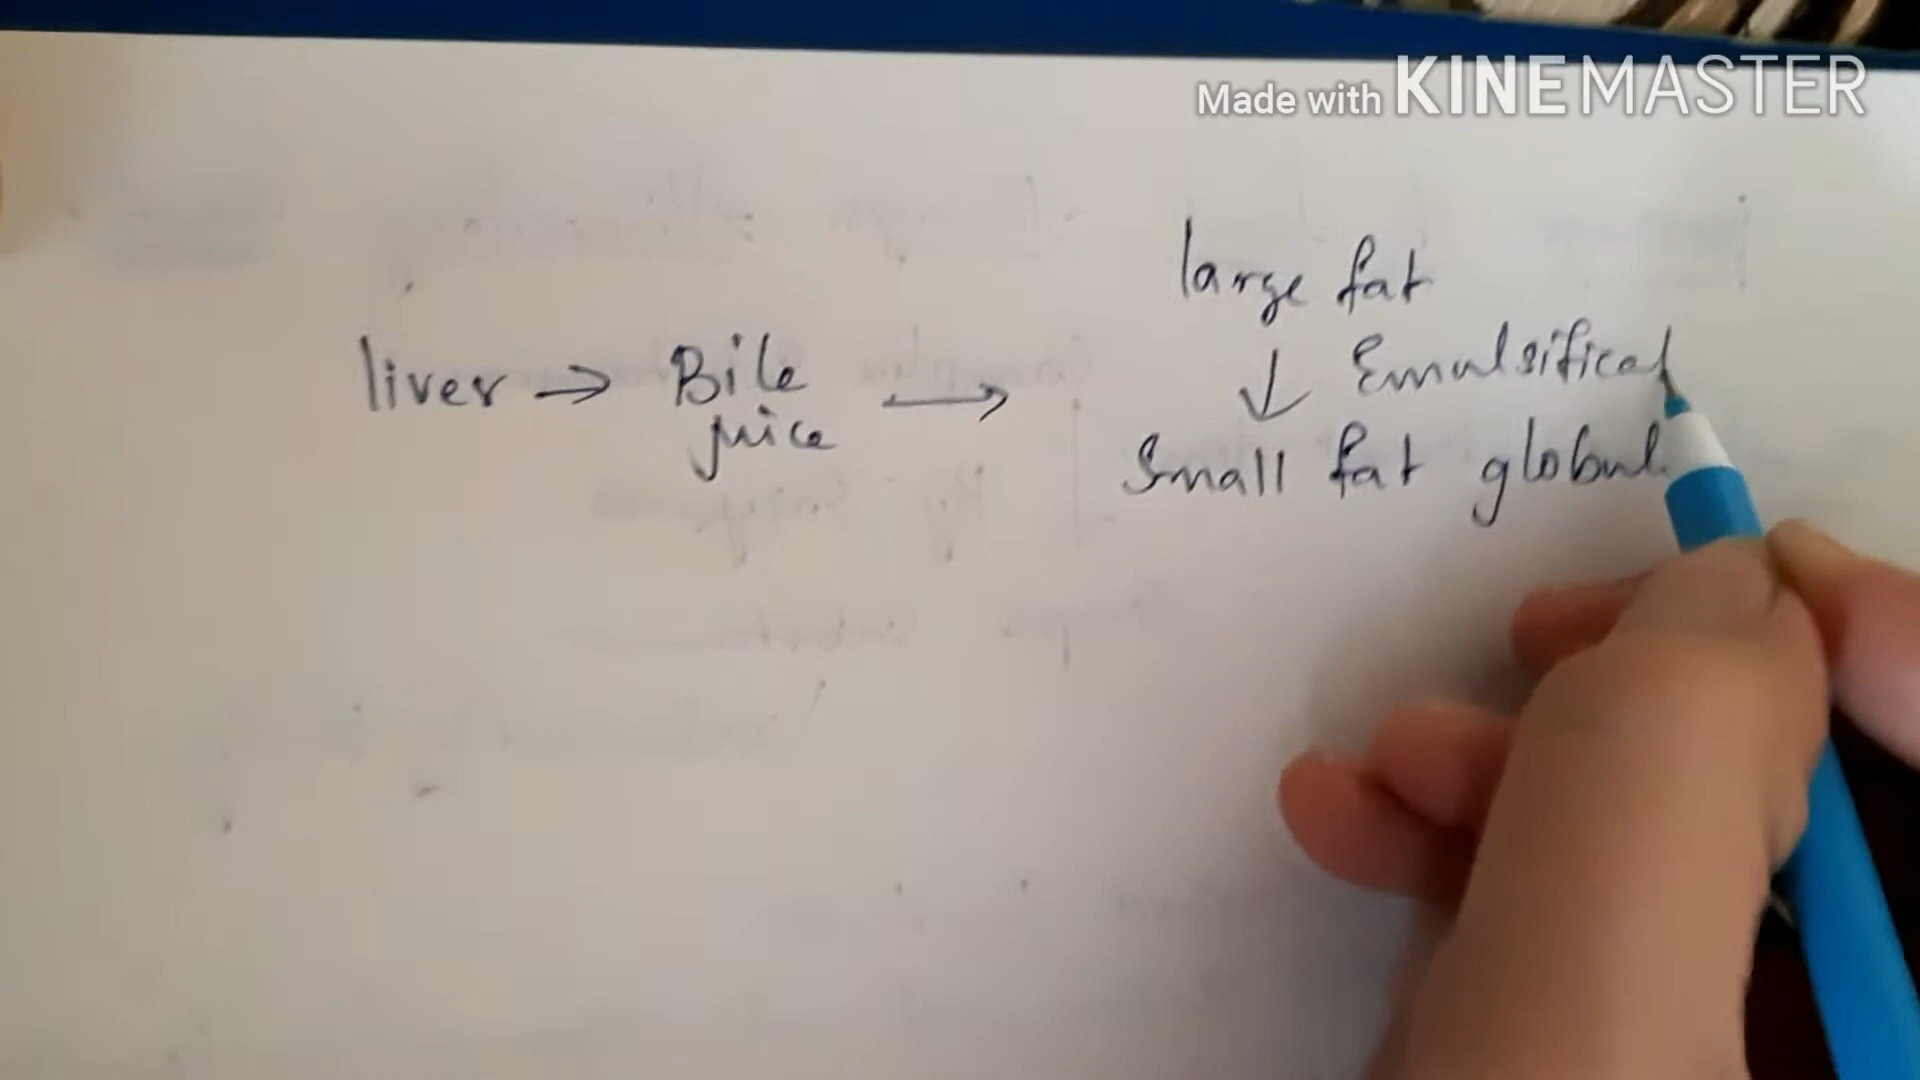 Made with KINEMASTER
large fat
liver → Bile juice → ↓ Emulsificat
Small fat globul